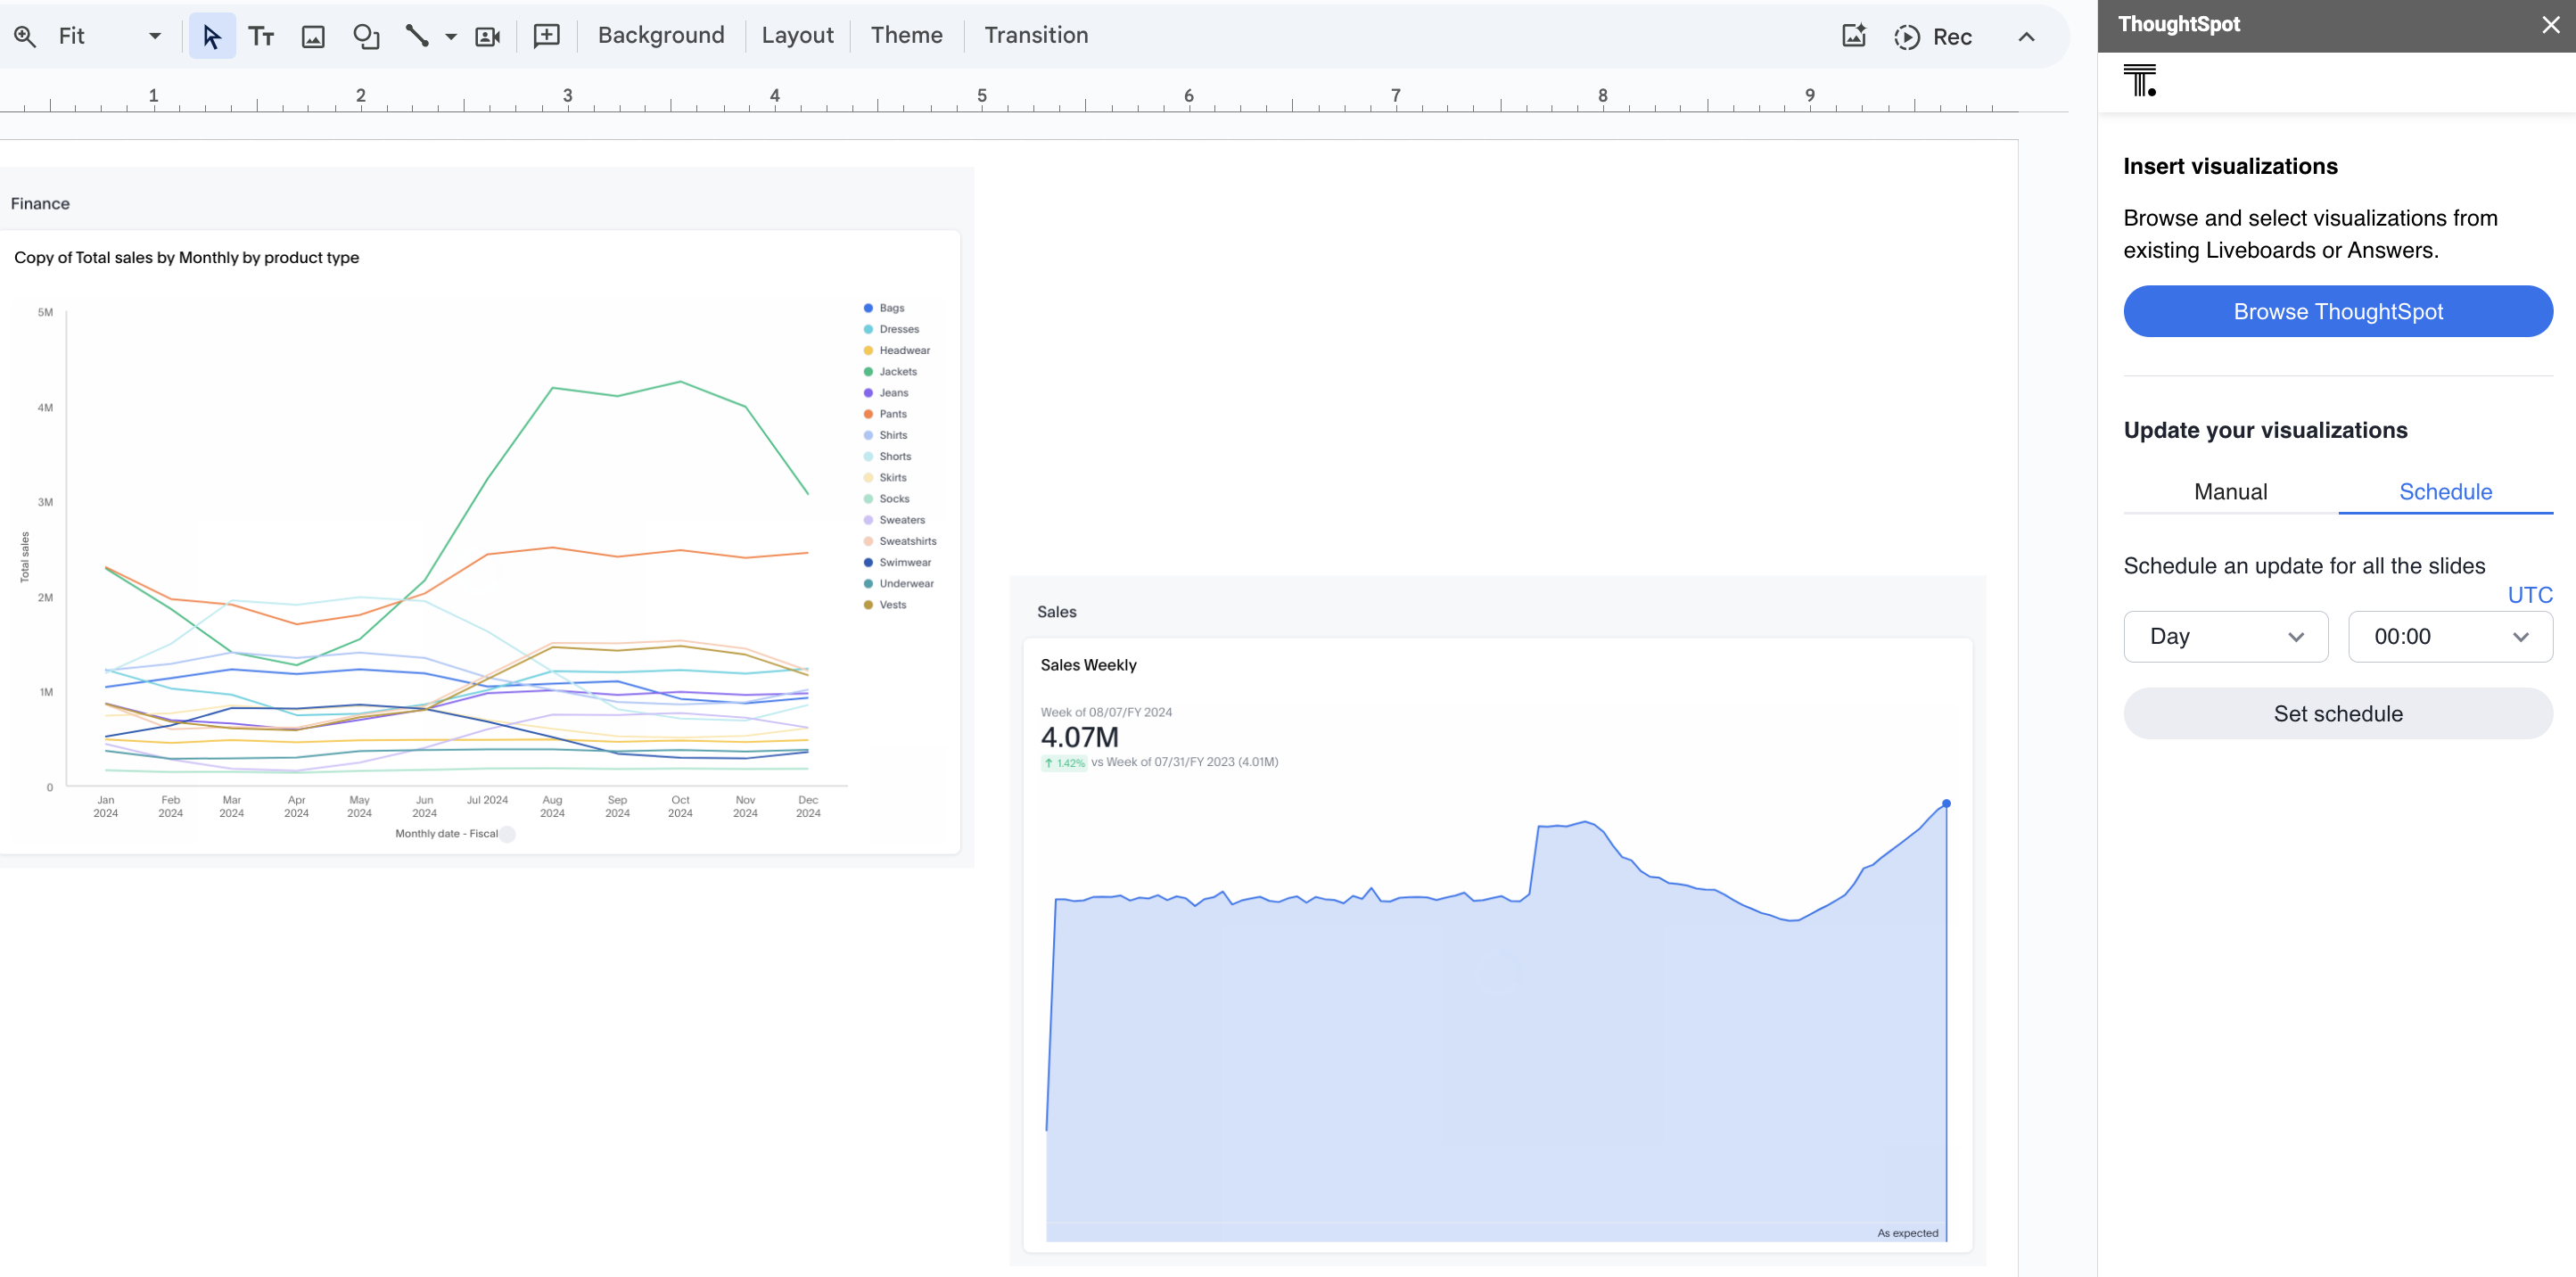 Fit
Background
Layout
Theme
Transition
Rec
1 2 3 4 5 6 7 8 9
Finance
Copy of Total sales by Monthly by product type
5M
4M
3M
2M
1M
0
Total sales
Jan 2024
Feb 2024
Mar 2024
Apr 2024
May 2024
Jun 2024
Jul 2024
Aug 2024
Sep 2024
Oct 2024
Nov 2024
Dec 2024
Monthly date - Fiscal
Bags
Dresses
Headwear
Jackets
Jeans
Pants
Shirts
Shorts
Skirts
Socks
Sweaters
Sweatshirts
Swimwear
Underwear
Vests
Sales
Sales Weekly
Week of 08/07/FY 2024
4.07M
↑ 1.42% vs Week of 07/31/FY 2023 (4.01M)
As expected
ThoughtSpot
T.
Insert visualizations
Browse and select visualizations from
existing Liveboards or Answers.
Browse ThoughtSpot
Update your visualizations
Manual
Schedule
Schedule an update for all the slides
UTC
Day
00:00
Set schedule